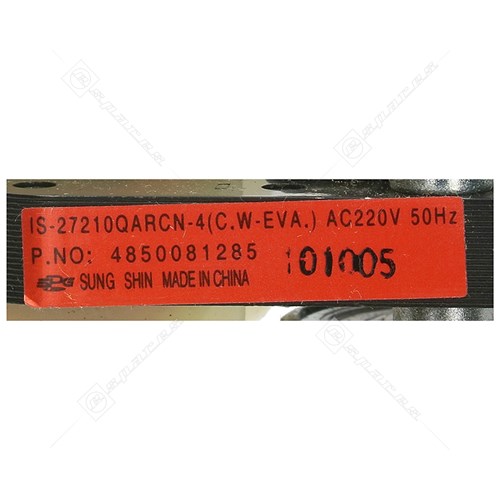 IS-27210QARCN-4(C.W-EVA.) AC220V 50Hz
P.NO: 4850081285 101005
SUNG SHIN MADE IN CHINA